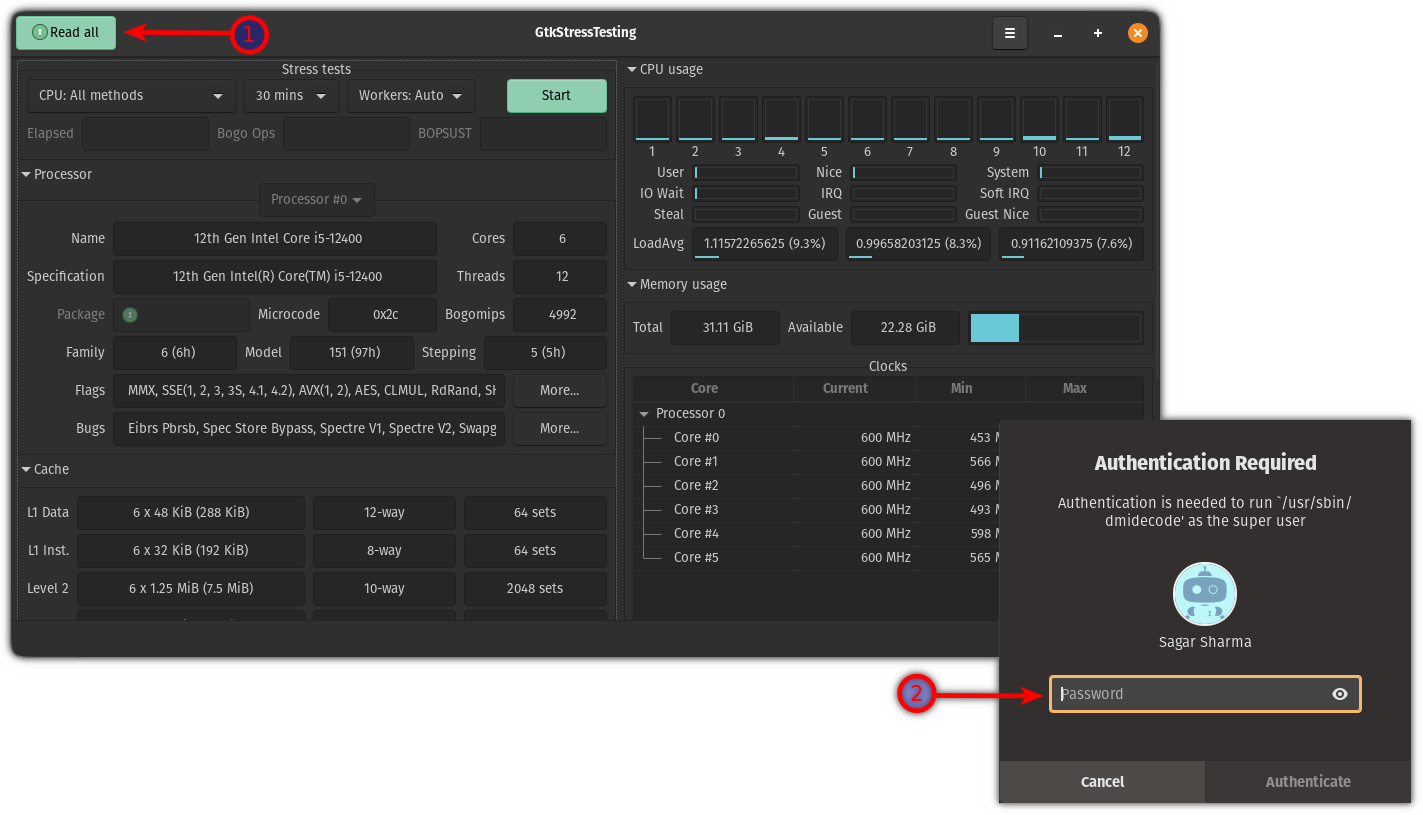 Read all
1
GtkStressTesting
Stress tests
CPU: All methods
30 mins
Workers: Auto
Start
Elapsed
Bogo Ops
BOPSUST
Processor
Processor #0
Name
12th Gen Intel Core i5-12400
Cores
6
Specification
12th Gen Intel(R) Core(TM) i5-12400
Threads
12
Package
Microcode
0x2c
Bogomips
4992
Family
6 (6h)
Model
151 (97h)
Stepping
5 (5h)
Flags
MMX, SSE(1, 2, 3, 3S, 4.1, 4.2), AVX(1, 2), AES, CLMUL, RdRand, SH
More...
Bugs
Eibrs Pbrsb, Spec Store Bypass, Spectre V1, Spectre V2, Swapg
More...
Cache
L1 Data
6 x 48 KiB (288 KiB)
12-way
64 sets
L1 Inst.
6 x 32 KiB (192 KiB)
8-way
64 sets
Level 2
6 x 1.25 MiB (7.5 MiB)
10-way
2048 sets
CPU usage
1 2 3 4 5 6 7 8 9 10 11 12
User
Nice
System
IO Wait
IRQ
Soft IRQ
Steal
Guest
Guest Nice
LoadAvg
1.11572265625 (9.3%)
0.99658203125 (8.3%)
0.91162109375 (7.6%)
Memory usage
Total
31.11 GiB
Available
22.28 GiB
Clocks
Core
Current
Min
Max
Processor 0
Core #0 600 MHz 453
Core #1 600 MHz 566
Core #2 600 MHz 496
Core #3 600 MHz 493
Core #4 600 MHz 598
Core #5 600 MHz 565
Authentication Required
Authentication is needed to run `/usr/sbin/
dmidecode' as the super user
Sagar Sharma
2
Password
Cancel
Authenticate